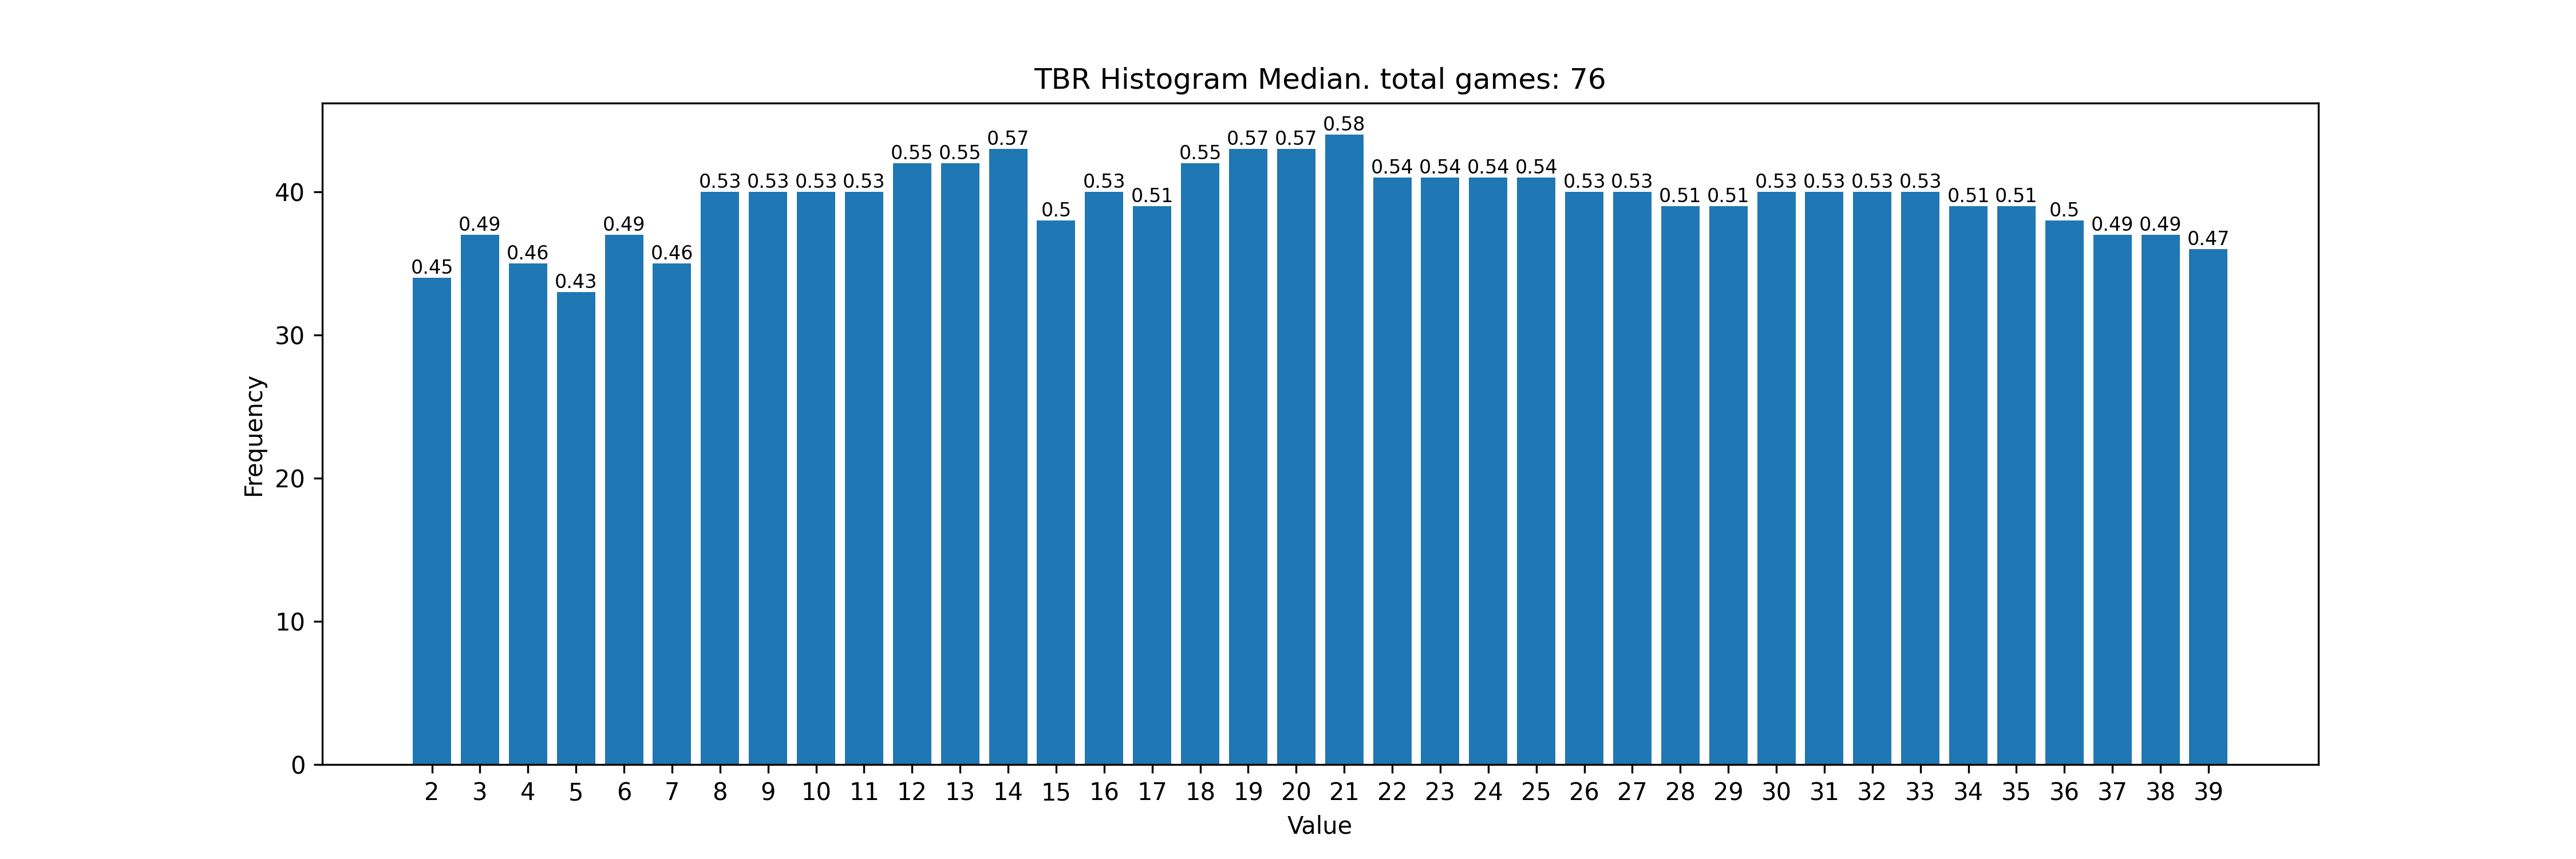 TBR Histogram Median. total games: 76
0.45 0.49 0.46 0.43 0.49 0.46 0.53 0.53 0.53 0.53 0.55 0.55 0.57 0.5 0.53 0.51 0.55 0.57 0.57 0.58 0.54 0.54 0.54 0.54 0.53 0.53 0.51 0.51 0.53 0.53 0.53 0.53 0.51 0.51 0.5 0.49 0.49 0.47
40
30
20
10
0
Frequency
2 3 4 5 6 7 8 9 10 11 12 13 14 15 16 17 18 19 20 21 22 23 24 25 26 27 28 29 30 31 32 33 34 35 36 37 38 39
Value